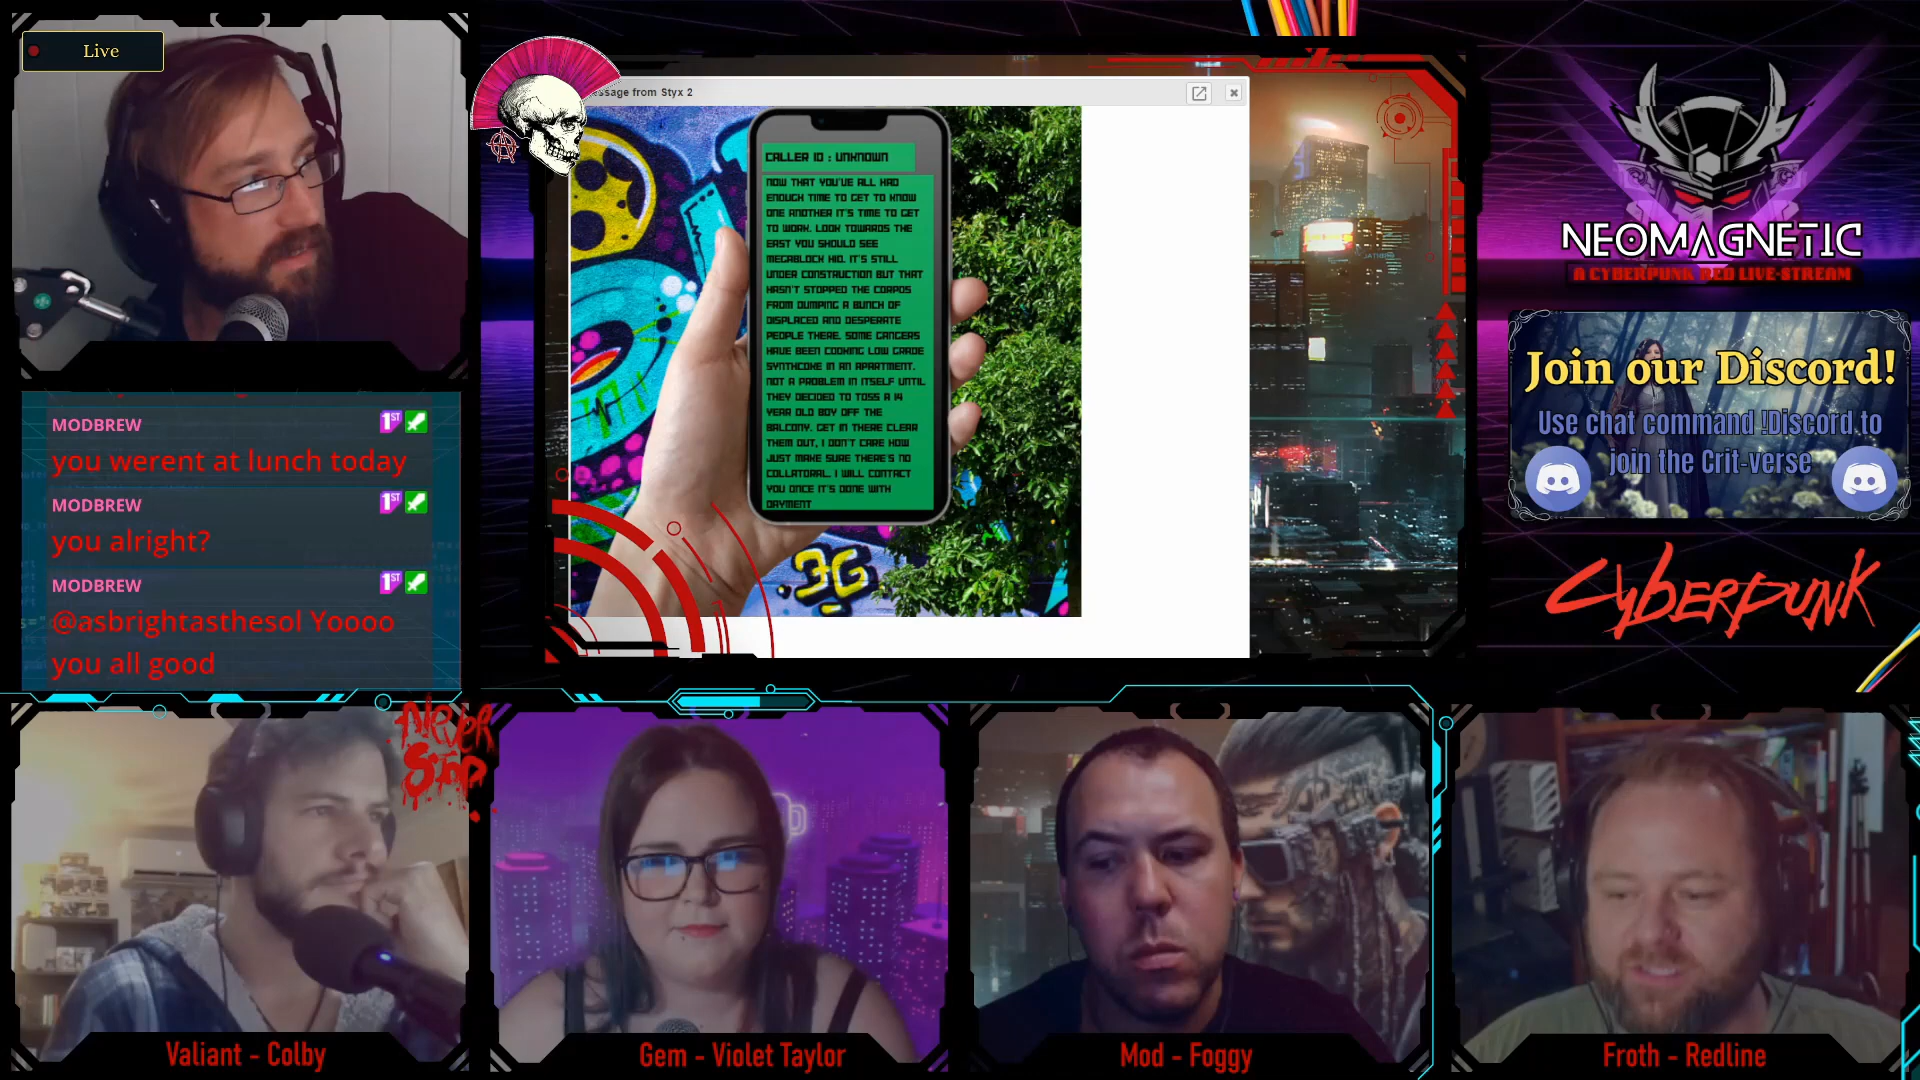 Live
MODBREW
you werent at lunch today
MODBREW
you alright?
MODBREW
@asbrightasthesol Yoooo
you all good
ssage from Styx 2
CALLER ID : UNKNOWN
NOW THAT YOU'VE ALL HAD
ENOUGH TIME TO GET TO KNOW
ONE ANOTHER IT'S TIME TO GET
TO WORK. LOOK TOWARDS THE
EAST YOU SHOULD SEE
MEGABLOCK H10. IT'S STILL
UNDER CONSTRUCTION BUT THAT
HASN'T STOPPED THE CORPOS
FROM DUMPING A BUNCH OF
DISPLACED AND DESPERATE
PEOPLE THERE. SOME GANGERS
HAVE BEEN COOKING LOW GRADE
SYNTHCOKE IN AN APARTMENT.
NOT A PROBLEM IN ITSELF UNTIL
THEY DECIDED TO TOSS A 14
YEAR OLD BOY OFF THE
BALCONY. GET IN THERE CLEAR
THEM OUT, I DON'T CARE HOW
JUST MAKE SURE THERE'S NO
COLLATORAL. I WILL CONTACT
YOU ONCE IT'S DONE WITH
PAYMENT
3G
NEOMAGNETIC
A CYBERPUNK RED LIVE-STREAM
Join our Discord!
Use chat command !Discord to
join the Crit-verse
CYBERPUNK
NEVER
STOP
Valiant - Colby
Gem - Violet Taylor
Mod - Foggy
Froth - Redline